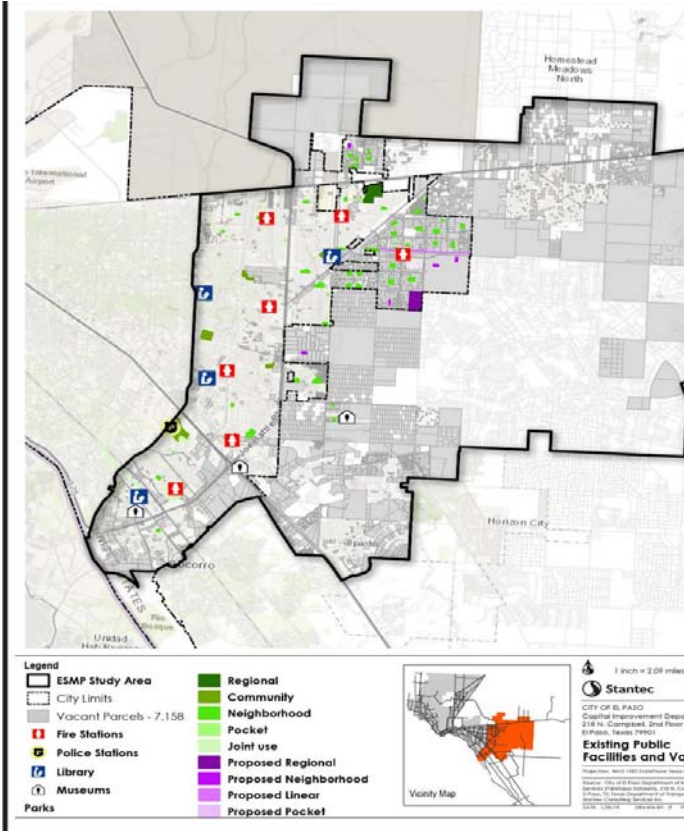 Homestead
Meadows
North
International
Airport
Horizon City
Socorro
Unidad
Legend
ESMP Study Area
City Limits
Vacant Parcels - 7,158
Fire Stations
Police Stations
Library
Museums
Parks
Regional
Community
Neighborhood
Pocket
Joint use
Proposed Regional
Proposed Neighborhood
Proposed Linear
Proposed Pocket
Vicinity Map
1 inch = 2.09 miles
Stantec
CITY OF EL PASO
Capital Improvement
218 N. Campbell, 2nd Floor
El Paso, Texas 79901
Existing Public
Facilities and